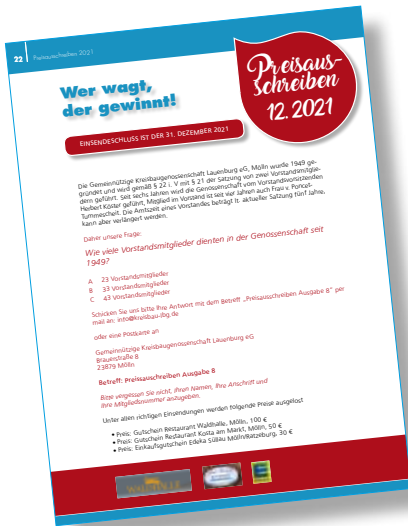 22 Preisausschreiben 2021
Preisaus-
schreiben
12.2021
Wer wagt,
der gewinnt!
EINSENDESCHLUSS IST DER 31. DEZEMBER 2021
Die Gemeinnützige Kreisbaugenossenschaft Lauenburg eG, Mölln wurde 1949 ge-
gründet und wird gemäß § 22 i. V mit § 21 der Satzung von zwei Vorstandsmitglie-
dern geführt. Seit sechs Jahren wird die Genossenschaft vom Vorstandsvorsitzenden
Herbert Köster geführt, Mitglied im Vorstand ist seit vier Jahren auch Frau v. Poncet-
Tummescheit. Die Amtszeit eines Vorstandes beträgt lt. aktueller Satzung fünf Jahre,
kann aber verlängert werden.
Daher unsere Frage:
Wie viele Vorstandsmitglieder dienten in der Genossenschaft seit
1949?
A 23 Vorstandsmitglieder
B 33 Vorstandsmitglieder
C 43 Vorstandsmitglieder
Schicken Sie uns bitte Ihre Antwort mit dem Betreff „Preisausschreiben Ausgabe 8" per
mail an: info@kreisbau-lbg.de
oder eine Postkarte an
Gemeinnützige Kreisbaugenossenschaft Lauenburg eG
Brauerstraße 8
23879 Mölln
Betreff: Preissauschreiben Ausgabe 8
Bitte vergessen Sie nicht, Ihren Namen, Ihre Anschrift und
Ihre Mitgliedsnummer anzugeben.
Unter allen richtigen Einsendungen werden folgende Preise ausgelost
• Preis: Gutschein Restaurant Waldhalle, Mölln, 100 €
• Preis: Gutschein Restaurant Kosta am Markt, Mölln, 50 €
• Preis: Einkaufsgutschein Edeka Süllau Mölln/Ratzeburg, 30 €
WALDHALLE